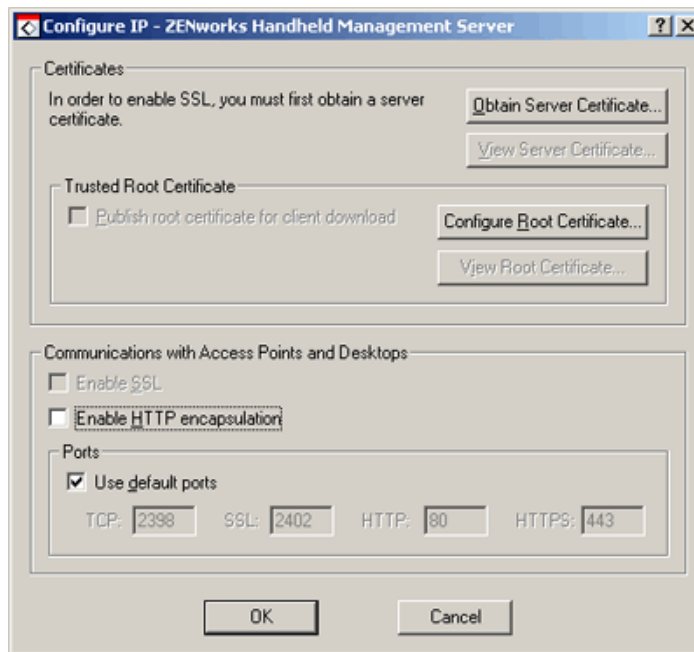 Configure IP - ZENworks Handheld Management Server
Certificates
In order to enable SSL, you must first obtain a server
certificate.
Obtain Server Certificate...
View Server Certificate...
Trusted Root Certificate
Publish root certificate for client download
Configure Root Certificate...
View Root Certificate...
Communications with Access Points and Desktops
Enable SSL
Enable HTTP encapsulation
Ports
Use default ports
TCP: 2398 SSL: 2402 HTTP: 80 HTTPS: 443
OK Cancel